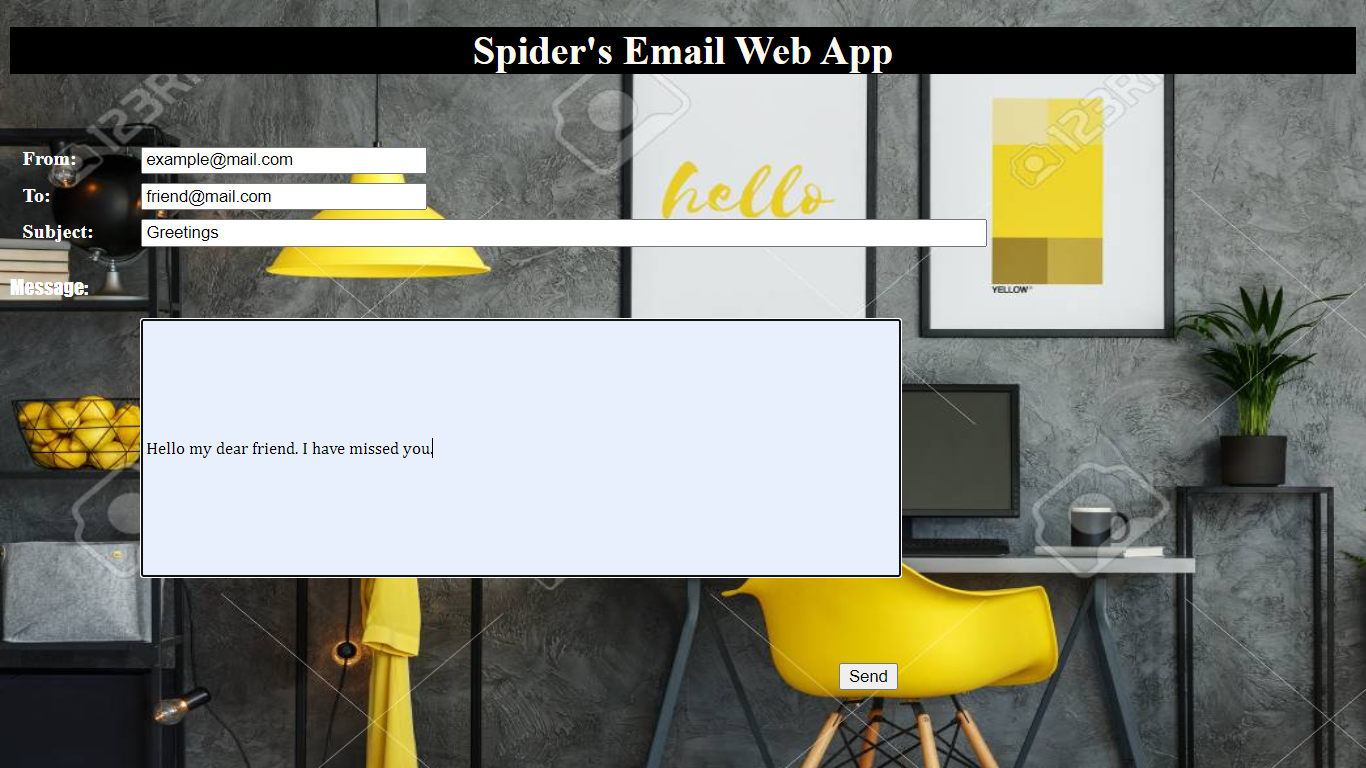 Spider's Email Web App
123RF
123RF
From: example@mail.com
hello
To: friend@mail.com
Subject: Greetings
Message:
YELLOW
Hello my dear friend. I have missed you.
Send